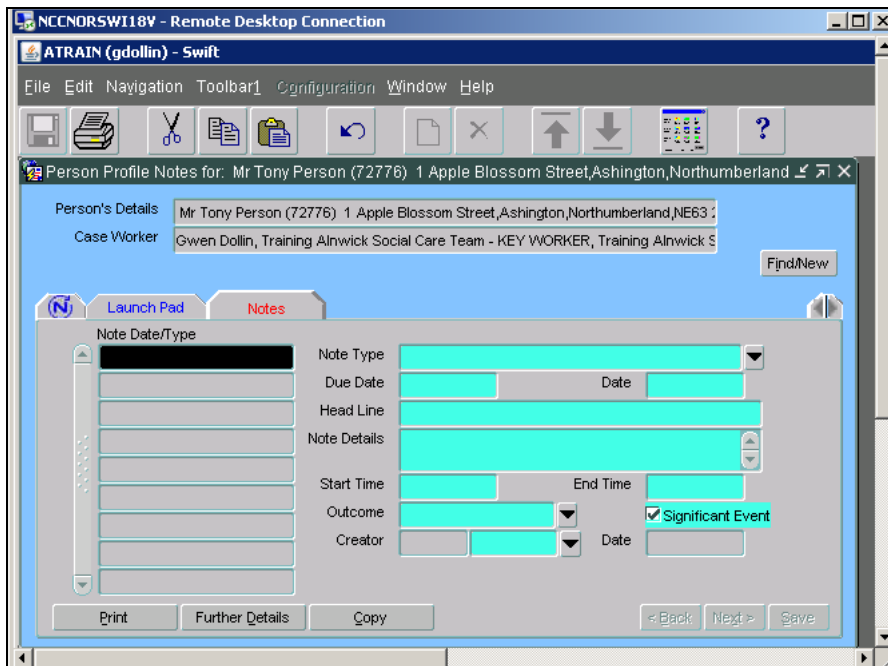 NCCNORSWI18V - Remote Desktop Connection
ATRAIN (gdollin) - Swift
File Edit Navigation Toolbar1 Configuration Window Help
?
Person Profile Notes for: Mr Tony Person (72776) 1 Apple Blossom Street,Ashington,Northumberland
Person's Details Mr Tony Person (72776) 1 Apple Blossom Street,Ashington,Northumberland,NE63
Case Worker Gwen Dollin, Training Alnwick Social Care Team - KEY WORKER, Training Alnwick S
Find/New
N Launch Pad Notes
Note Date/Type
Note Type
Due Date Date
Head Line
Note Details
Start Time End Time
Outcome Significant Event
Creator Date
Print Further Details Copy < Back Next > Save